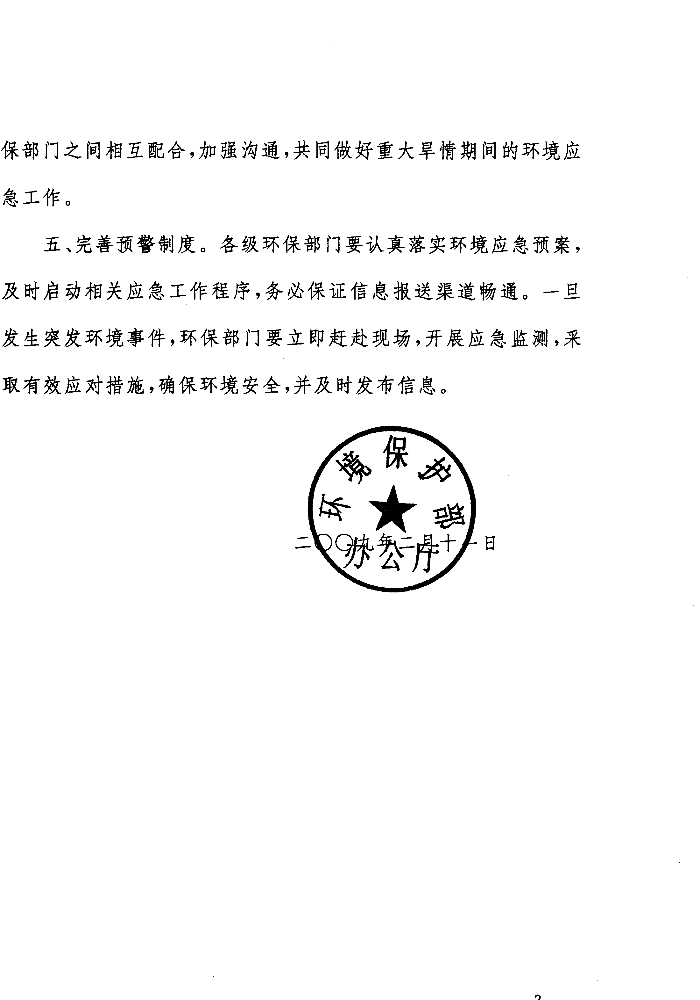 保部门之间相互配合,加强沟通,共同做好重大旱情期间的环境应
急工作。
五、完善预警制度。各级环保部门要认真落实环境应急预案,
及时启动相关应急工作程序,务必保证信息报送渠道畅通。一旦
发生突发环境事件,环保部门要立即赶赴现场,开展应急监测,采
取有效应对措施,确保环境安全,并及时发布信息。
环境保护部
二〇〇九年二月十一日
办公厅